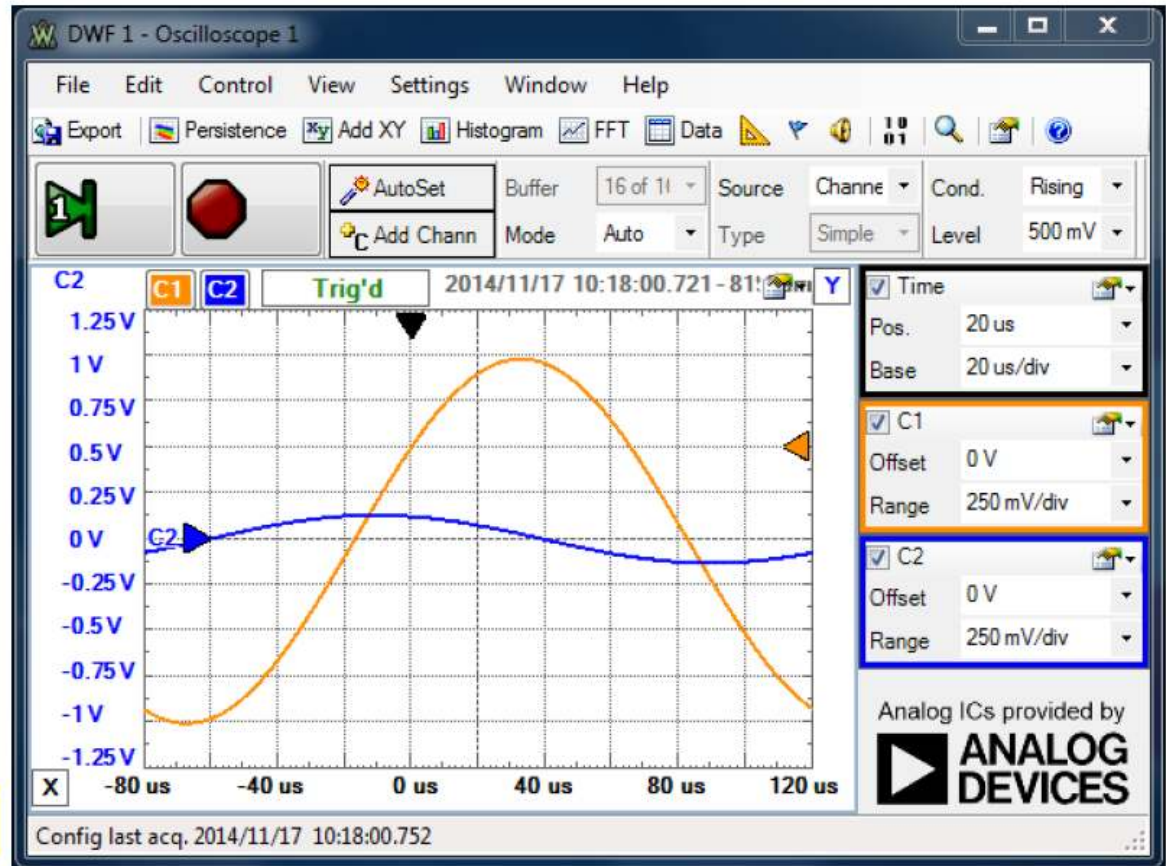 DWF 1 - Oscilloscope 1
File Edit Control View Settings Window Help
Export Persistence Xy Add XY Histogram FFT Data 10 01
1 AutoSet Buffer 16 of 1 Source Channe Cond. Rising
C Add Chann Mode Auto Type Simple Level 500 mV
C2 C1 C2 Trig'd 2014/11/17 10:18:00.721 - 81 Y
Time
Pos. 20 us
Base 20 us/div
C1
Offset 0 V
Range 250 mV/div
C2
Offset 0 V
Range 250 mV/div
1.25 V
1 V
0.75 V
0.5 V
0.25 V
0 V C2
-0.25 V
-0.5 V
-0.75 V
-1 V
-1.25 V
X -80 us -40 us 0 us 40 us 80 us 120 us
Analog ICs provided by
ANALOG
DEVICES
Config last acq. 2014/11/17 10:18:00.752